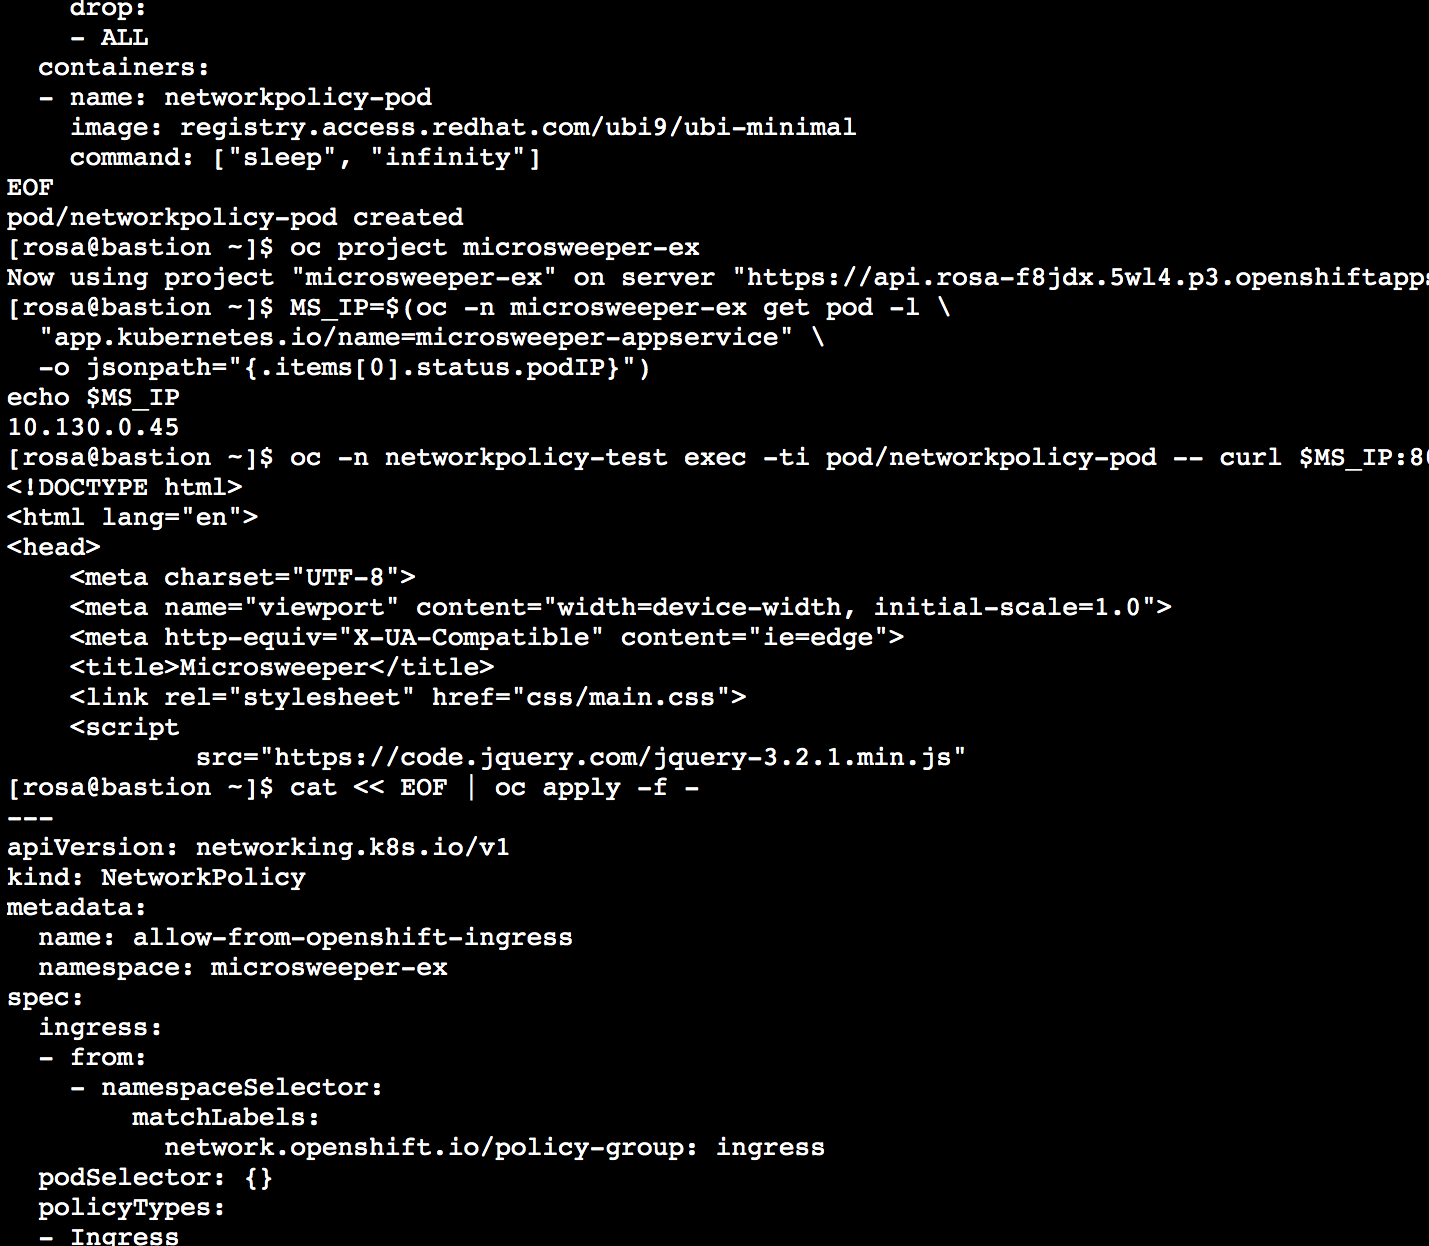 drop:
    - ALL
  containers:
  - name: networkpolicy-pod
    image: registry.access.redhat.com/ubi9/ubi-minimal
    command: ["sleep", "infinity"]
EOF
pod/networkpolicy-pod created
[rosa@bastion ~]$ oc project microsweeper-ex
Now using project "microsweeper-ex" on server "https://api.rosa-f8jdx.5wl4.p3.openshiftapps
[rosa@bastion ~]$ MS_IP=$(oc -n microsweeper-ex get pod -l \
  "app.kubernetes.io/name=microsweeper-appservice" \
  -o jsonpath="{.items[0].status.podIP}")
echo $MS_IP
10.130.0.45
[rosa@bastion ~]$ oc -n networkpolicy-test exec -ti pod/networkpolicy-pod -- curl $MS_IP:80
<!DOCTYPE html>
<html lang="en">
<head>
    <meta charset="UTF-8">
    <meta name="viewport" content="width=device-width, initial-scale=1.0">
    <meta http-equiv="X-UA-Compatible" content="ie=edge">
    <title>Microsweeper</title>
    <link rel="stylesheet" href="css/main.css">
    <script
            src="https://code.jquery.com/jquery-3.2.1.min.js"
[rosa@bastion ~]$ cat << EOF | oc apply -f -
---
apiVersion: networking.k8s.io/v1
kind: NetworkPolicy
metadata:
  name: allow-from-openshift-ingress
  namespace: microsweeper-ex
spec:
  ingress:
  - from:
    - namespaceSelector:
        matchLabels:
          network.openshift.io/policy-group: ingress
  podSelector: {}
  policyTypes:
  - Ingress